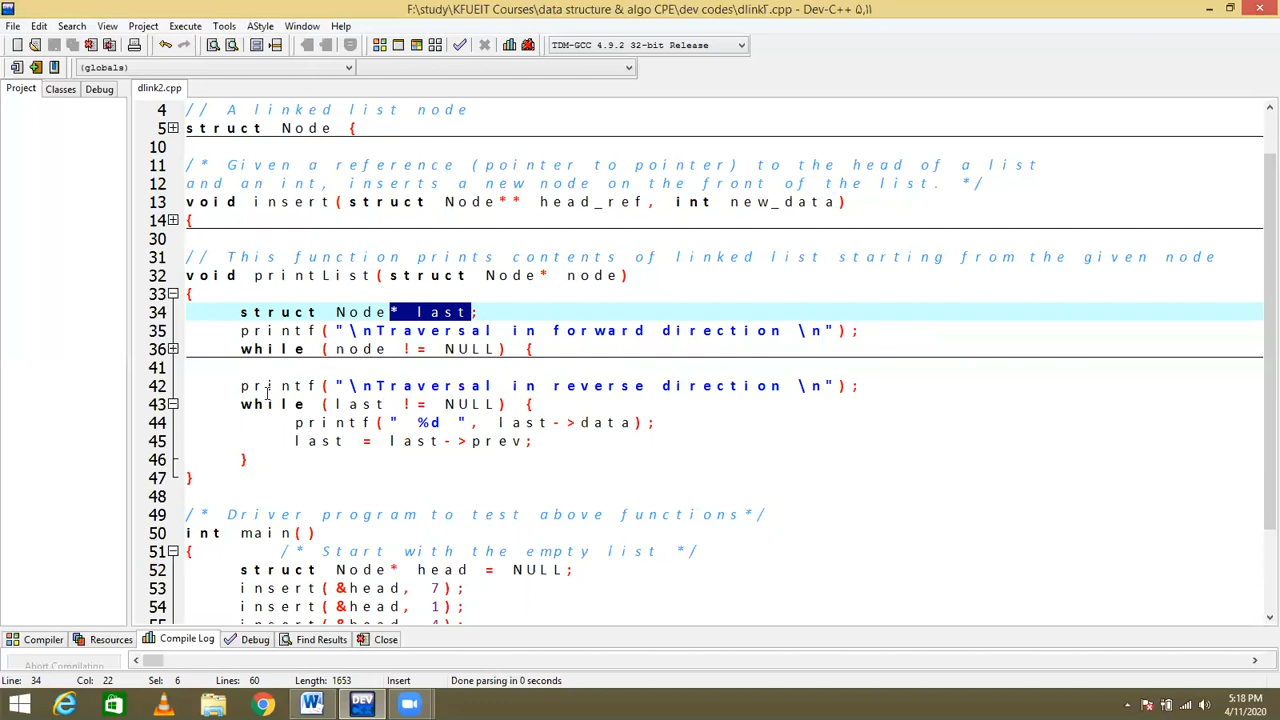 F:\study\KFUEIT Courses\data structure & algo CPE\dev codes\dlink٢.cpp - Dev-C++ ۵,۱۱
File Edit Search View Project Execute Tools AStyle Window Help
TDM-GCC 4.9.2 32-bit Release
(globals)
Project Classes Debug dlink2.cpp
4 // A linked list node
5 struct Node {
10
11 /* Given a reference (pointer to pointer) to the head of a list
12 and an int, inserts a new node on the front of the list. */
13 void insert(struct Node** head_ref, int new_data)
14 {
30
31 // This function prints contents of linked list starting from the given node
32 void printList(struct Node* node)
33 {
34 struct Node* last;
35 printf("\nTraversal in forward direction \n");
36 while (node != NULL) {
41
42 printf("\nTraversal in reverse direction \n");
43 while (last != NULL) {
44 printf(" %d ", last->data);
45 last = last->prev;
46 }
47 }
48
49 /* Driver program to test above functions*/
50 int main()
51 { /* Start with the empty list */
52 struct Node* head = NULL;
53 insert(&head, 7);
54 insert(&head, 1);
Compiler Resources Compile Log Debug Find Results Close
Abort Compilation
Line: 34 Col: 22 Sel: 6 Lines: 60 Length: 1653 Insert Done parsing in 0 seconds
5:18 PM
4/11/2020